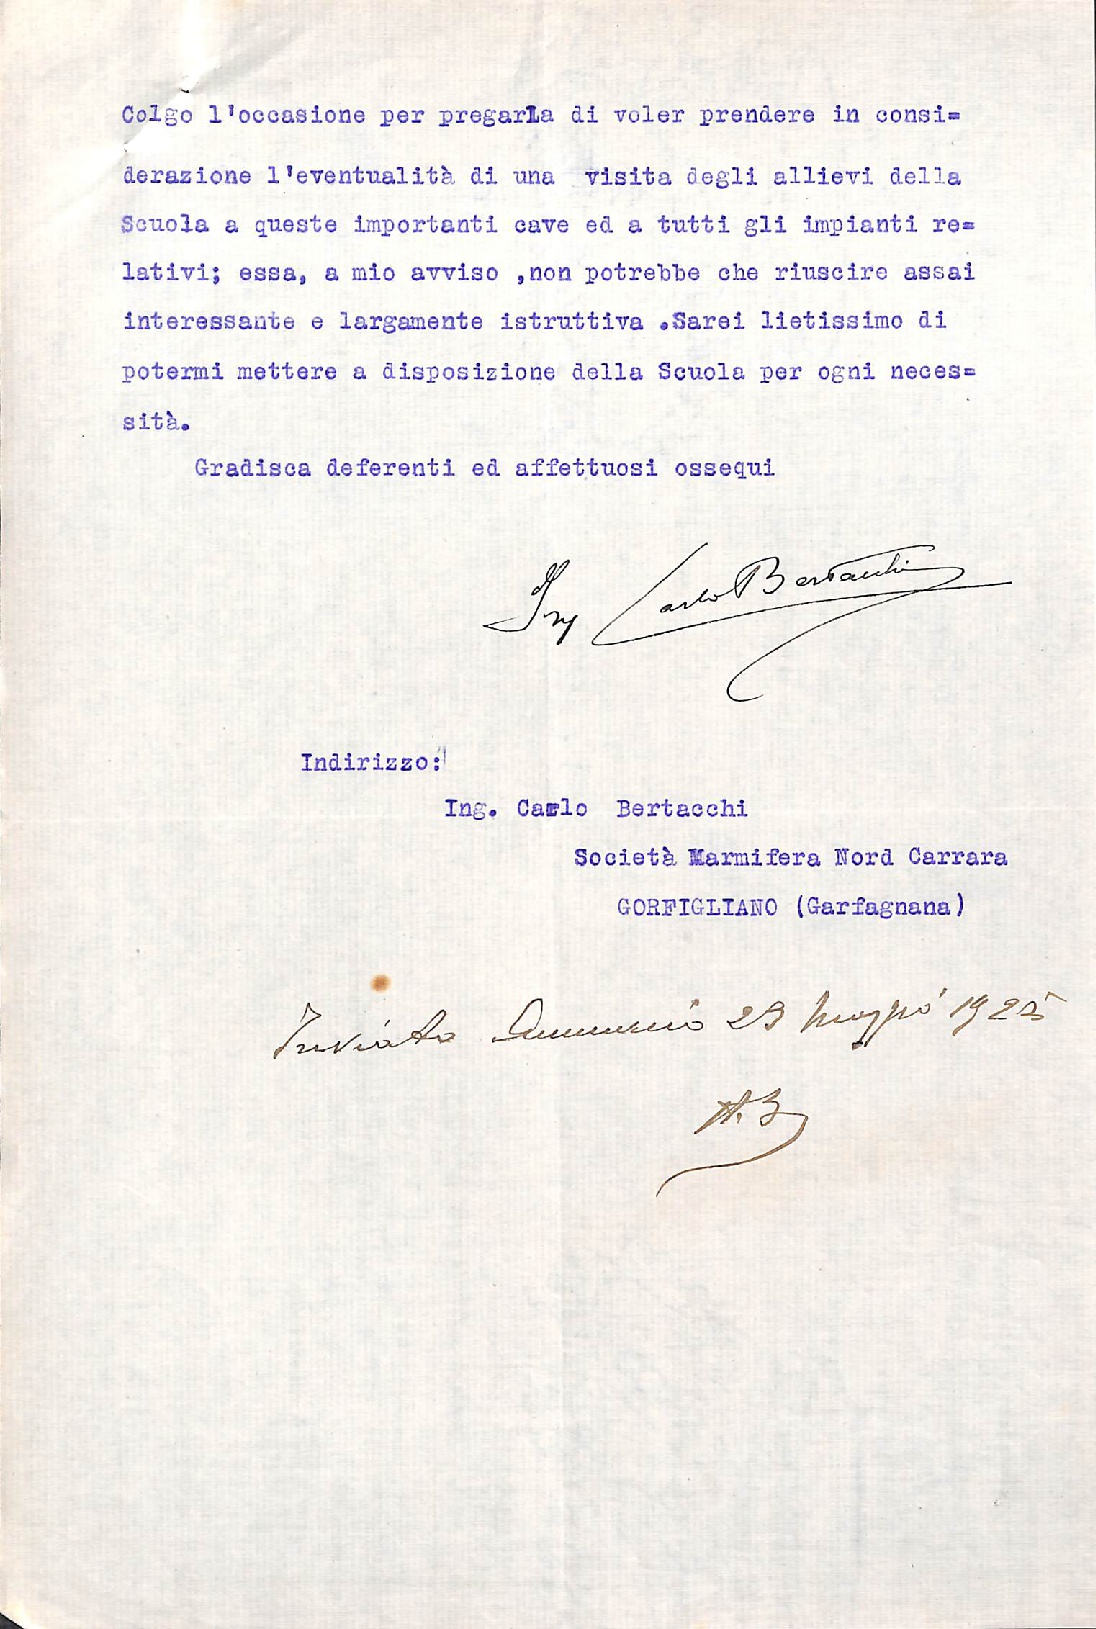 Colgo l'occasione per pregarLa di voler prendere in consi=
derazione l'eventualità di una visita degli allievi della
Scuola a queste importanti cave ed a tutti gli impianti re=
lativi; essa, a mio avviso ,non potrebbe che riuscire assai
interessante e largamente istruttiva .Sarei lietissimo di
potermi mettere a disposizione della Scuola per ogni neces=
sità.
Gradisca deferenti ed affettuosi ossequi
Ing Carlo Bertacchi
Indirizzo:
Ing. Carlo Bertacchi
Società Marmifera Nord Carrara
GORFIGLIANO (Garfagnana)
Inviato Annuario 29 Maggio 1925